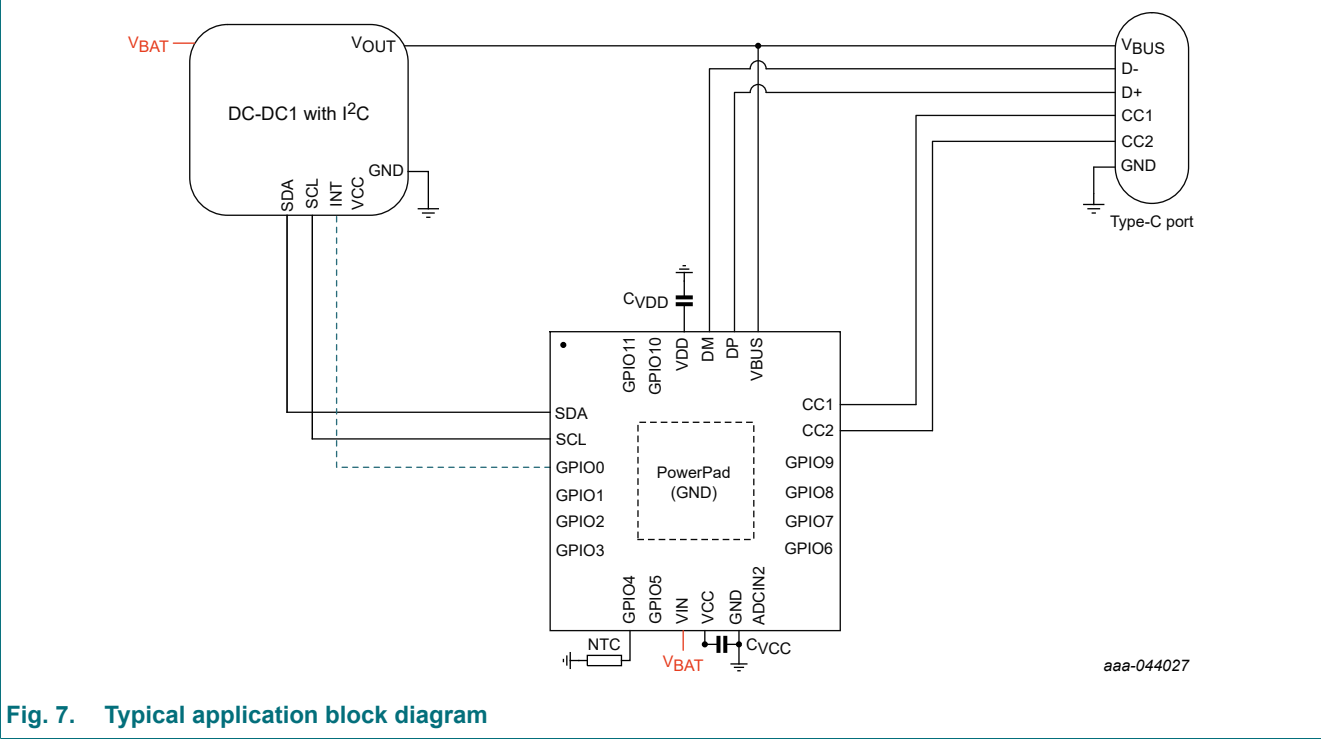 VBAT
VOUT
DC-DC1 with I2C
GND
SDA
SCL
INT
VCC
VBUS
D-
D+
CC1
CC2
GND
Type-C port
CVDD
GPIO11
GPIO10
VDD
DM
DP
VBUS
SDA
SCL
GPIO0
GPIO1
GPIO2
GPIO3
PowerPad
(GND)
CC1
CC2
GPIO9
GPIO8
GPIO7
GPIO6
GPIO4
GPIO5
VIN
VCC
GND
ADCIN2
NTC
VBAT
CVCC
aaa-044027
Fig. 7. Typical application block diagram